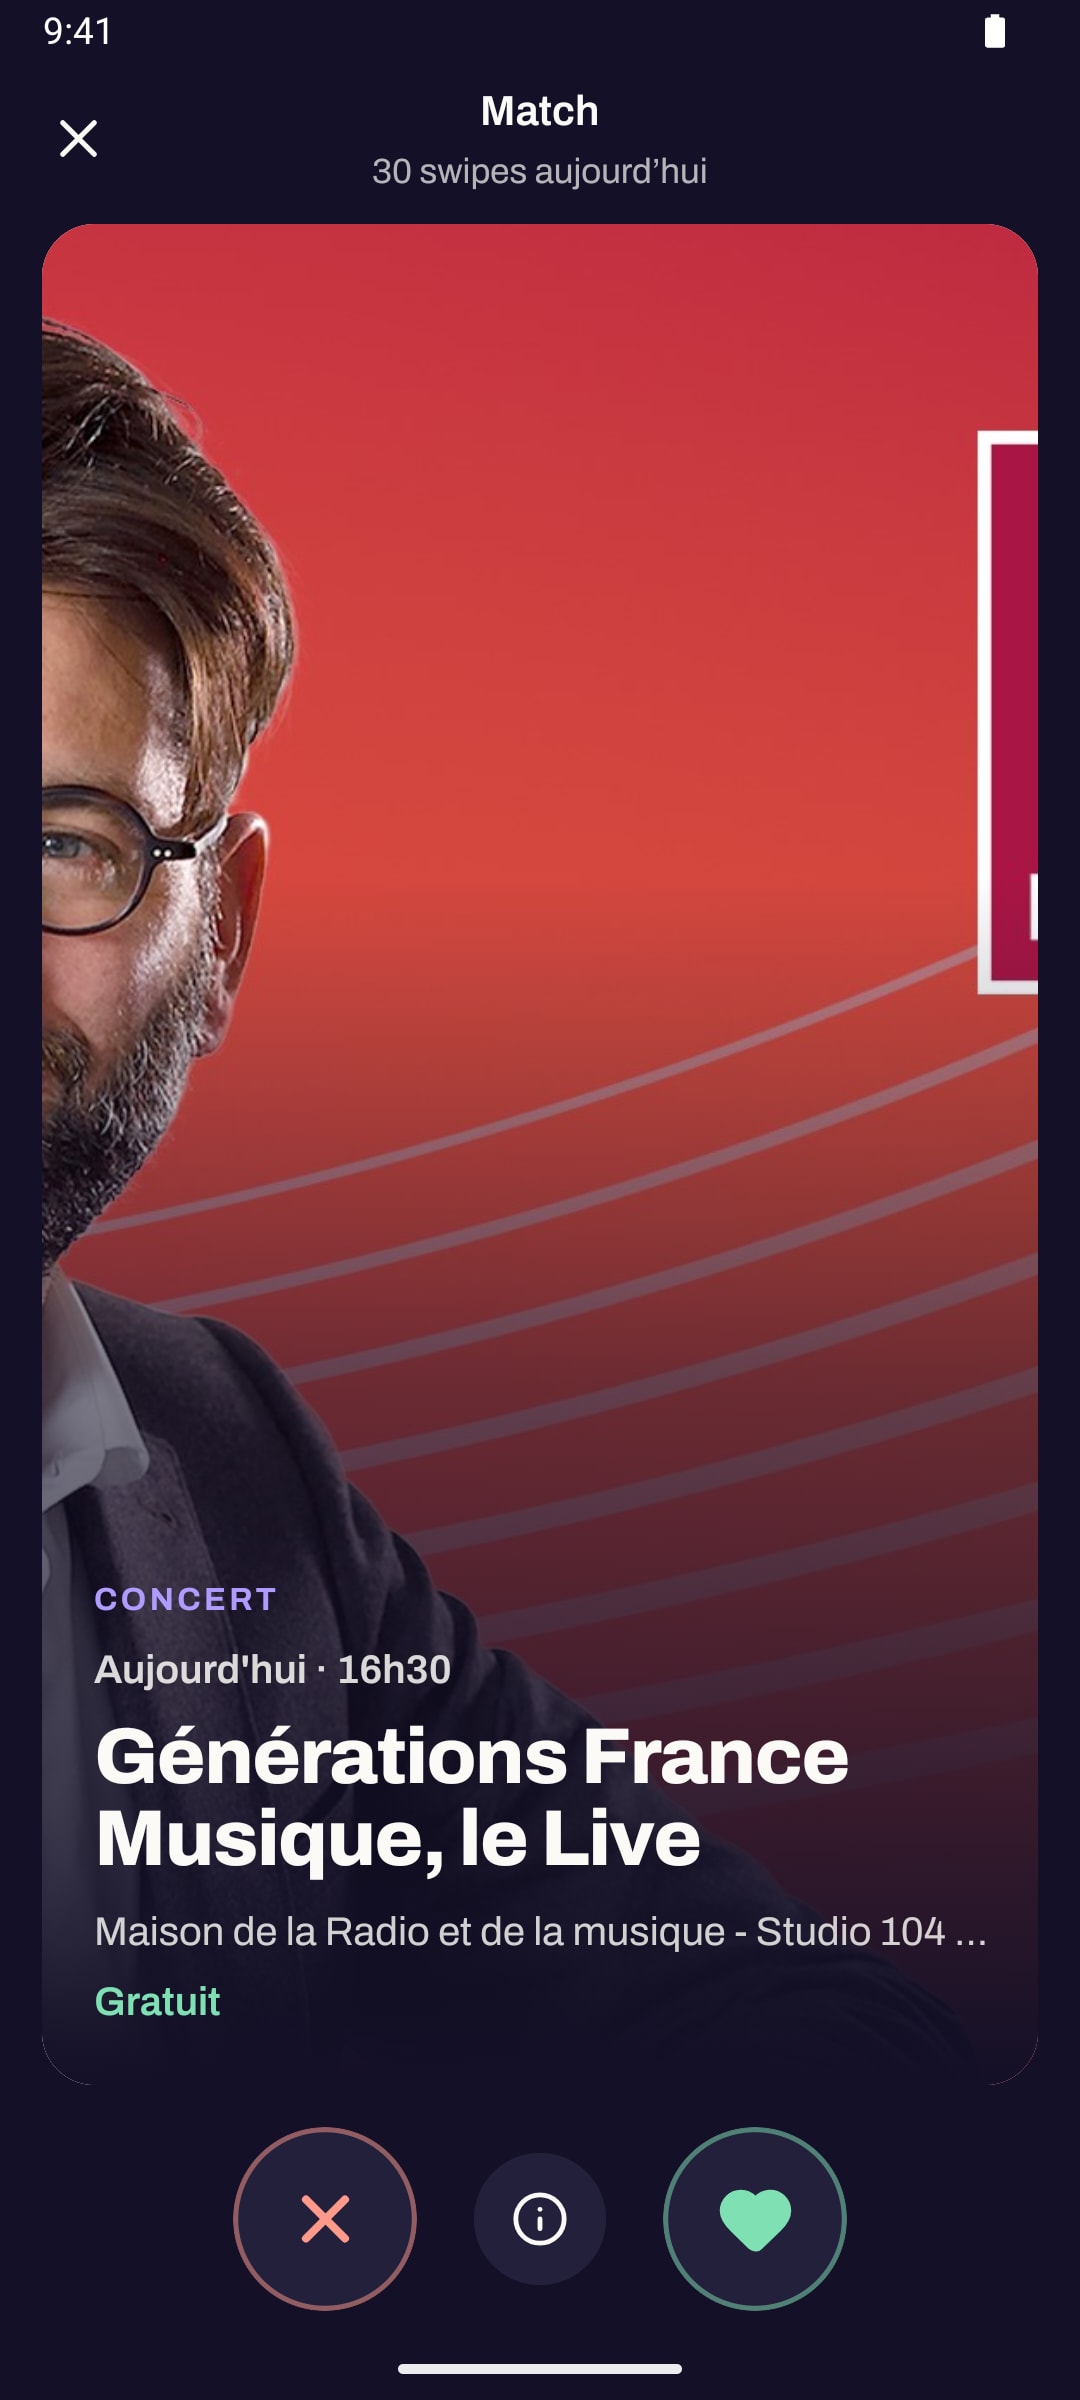 9:41
Match
30 swipes aujourd’hui
CONCERT
Aujourd'hui · 16h30
Générations France
Musique, le Live
Maison de la Radio et de la musique - Studio 104 ...
Gratuit